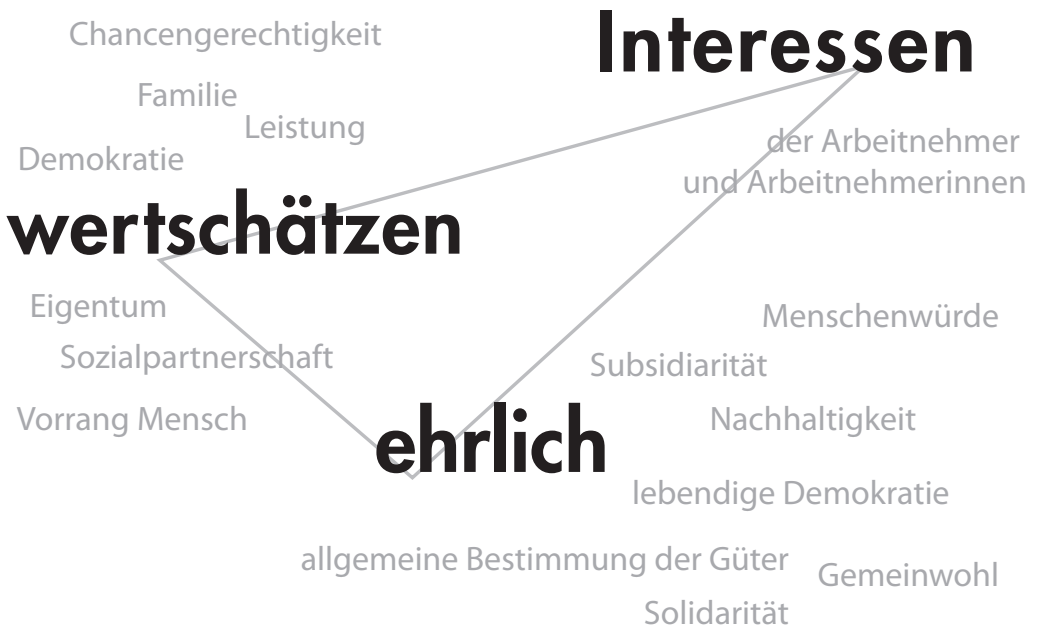 Chancengerechtigkeit
Interessen
Familie
Leistung
der Arbeitnehmer
und Arbeitnehmerinnen
Demokratie
wertschätzen
Eigentum
Menschenwürde
Sozialpartnerschaft
Subsidiarität
Vorrang Mensch
Nachhaltigkeit
ehrlich
lebendige Demokratie
allgemeine Bestimmung der Güter
Gemeinwohl
Solidarität